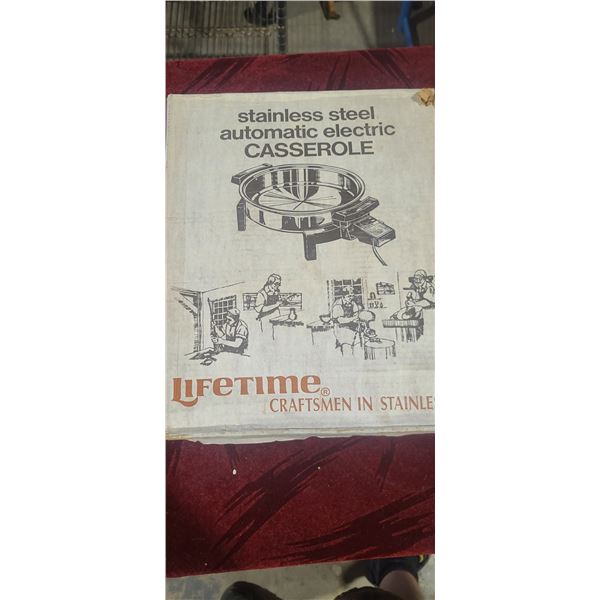 stainless steel
automatic electric
CASSEROLE
LIFETIME®
CRAFTSMEN IN STAINLE